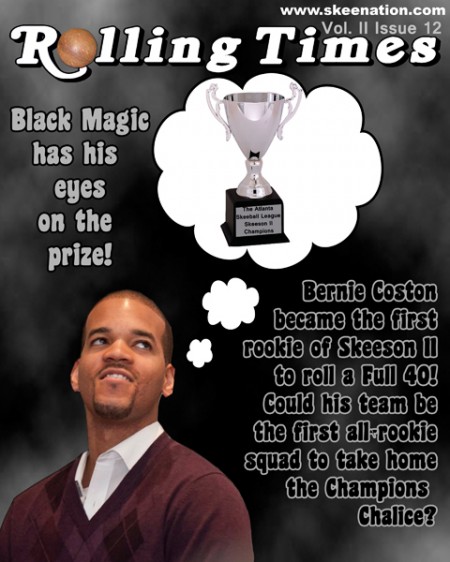 www.skeenation.com
Vol. II Issue 12
Rolling Times
Black Magic
has his
eyes
on the
prize!
The Atlanta
Skeeball League
Skeeson II
Champions
Bernie Coston
became the first
rookie of Skeeson II
to roll a Full 40!
Could his team be
the first all-rookie
squad to take home
the Champions
Chalice?